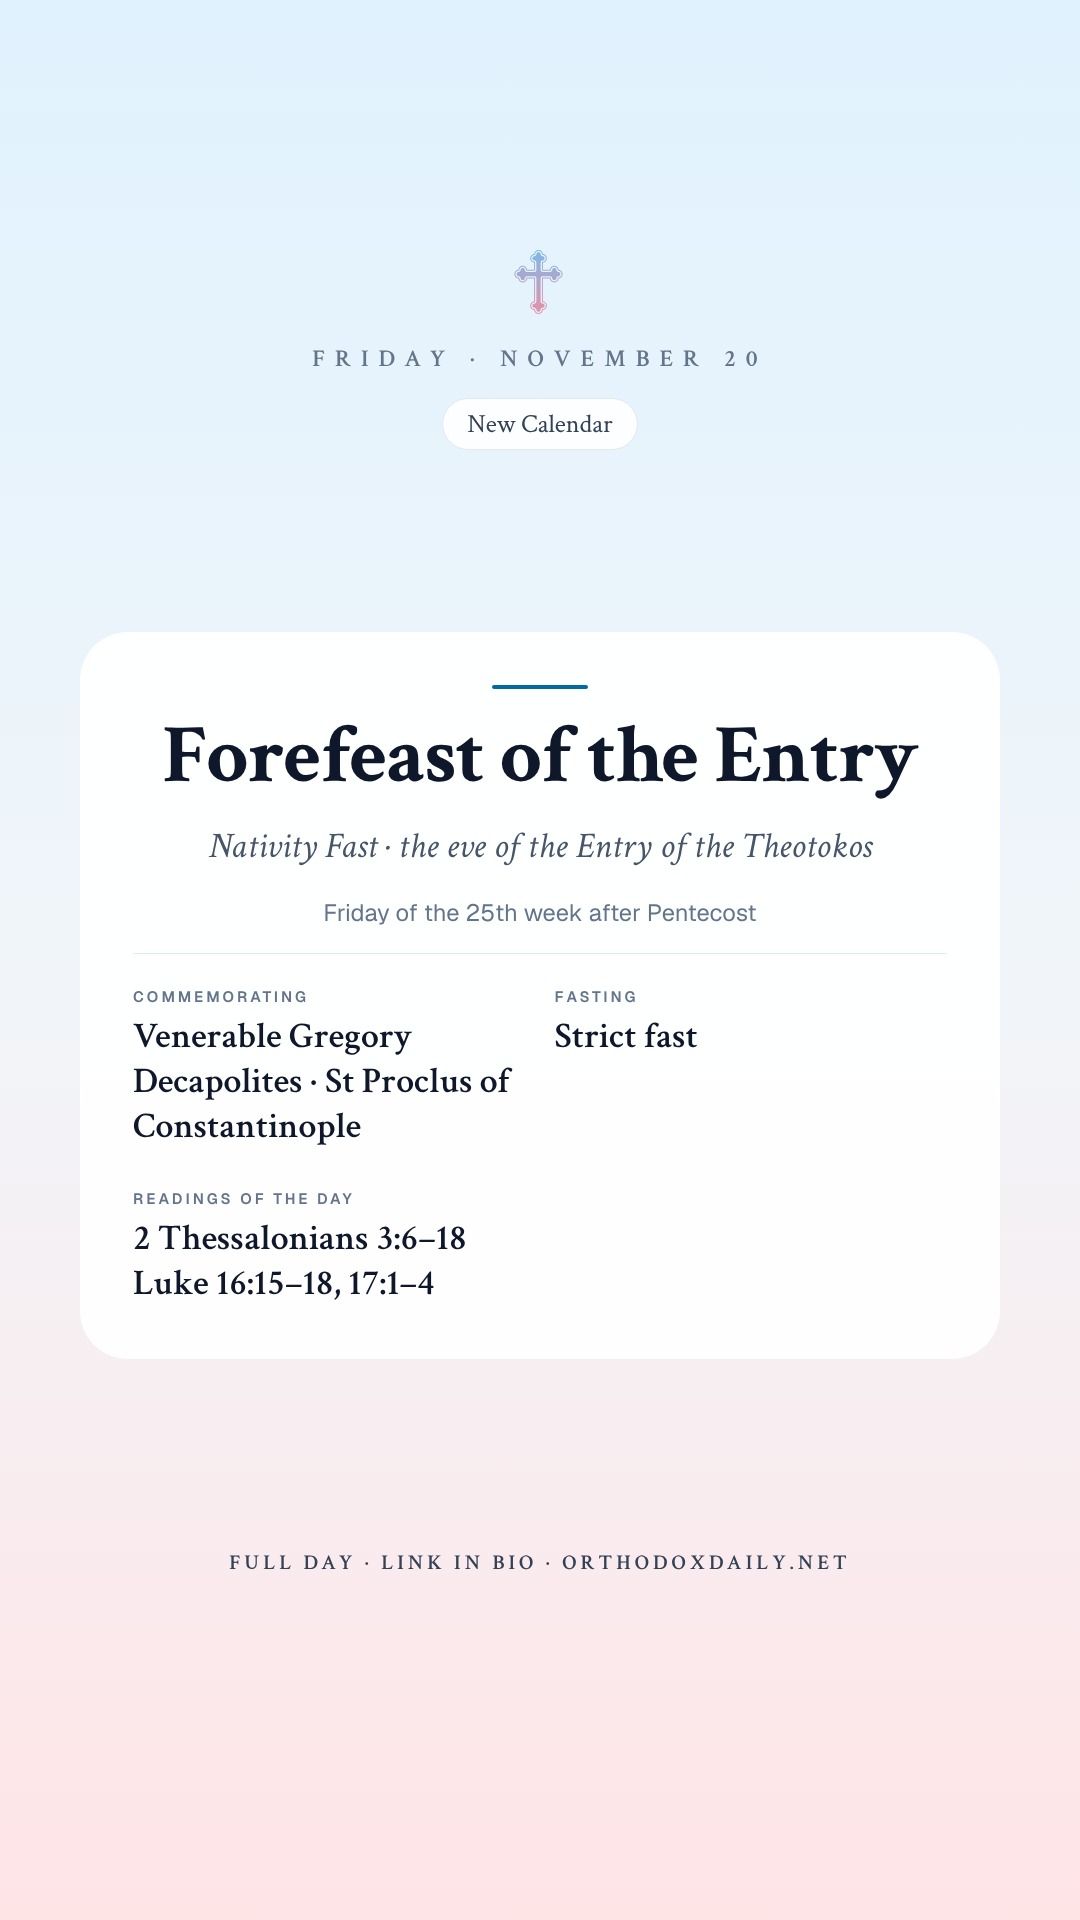 FRIDAY · NOVEMBER 20
New Calendar
Forefeast of the Entry
Nativity Fast · the eve of the Entry of the Theotokos
Friday of the 25th week after Pentecost
COMMEMORATING
Venerable Gregory
Decapolites · St Proclus of
Constantinople
FASTING
Strict fast
READINGS OF THE DAY
2 Thessalonians 3:6–18
Luke 16:15–18, 17:1–4
FULL DAY · LINK IN BIO · ORTHODOXDAILY.NET